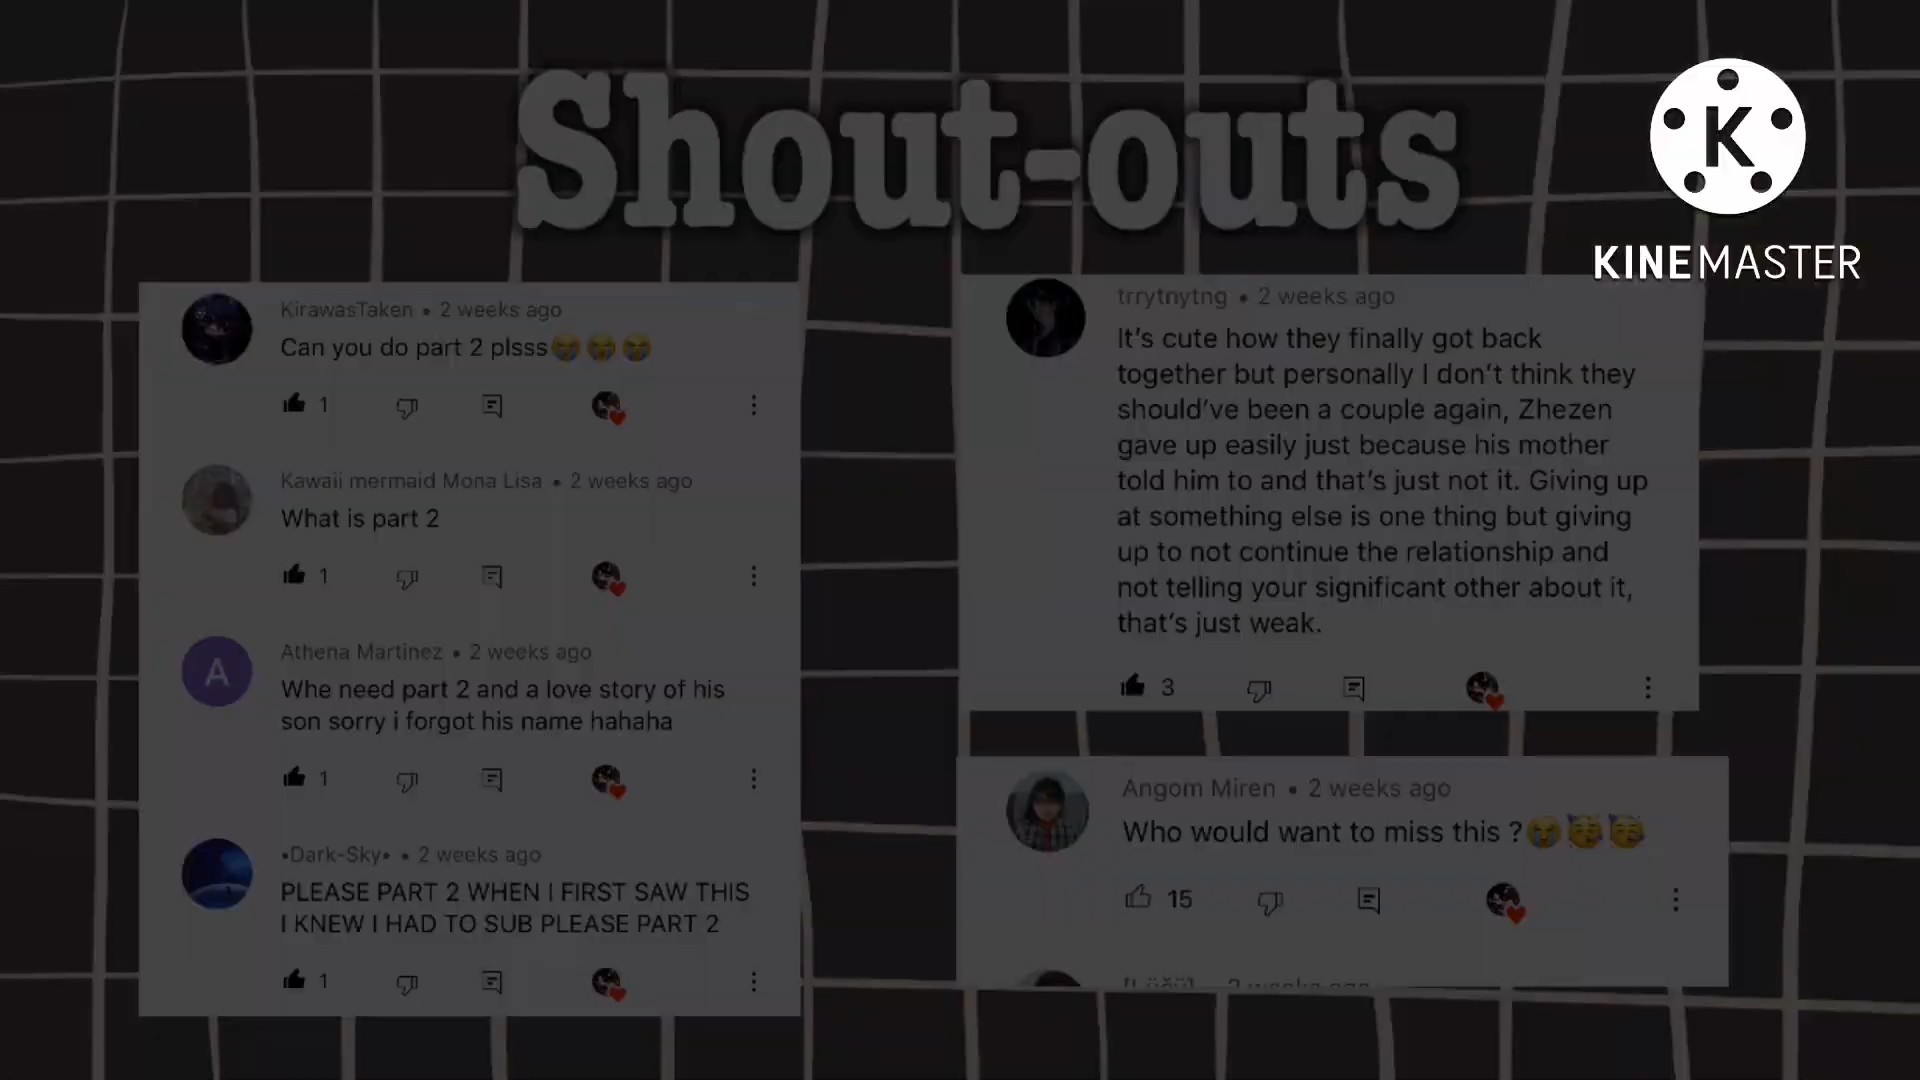 Shout-outs
K
KINEMASTER
KirawasTaken • 2 weeks ago
Can you do part 2 plsss😭😭😭
1
Kawaii mermaid Mona Lisa • 2 weeks ago
What is part 2
1
A
Athena Martinez • 2 weeks ago
Whe need part 2 and a love story of his
son sorry i forgot his name hahaha
1
•Dark-Sky• • 2 weeks ago
PLEASE PART 2 WHEN I FIRST SAW THIS
I KNEW I HAD TO SUB PLEASE PART 2
1
trrytnytng • 2 weeks ago
It's cute how they finally got back
together but personally I don't think they
should've been a couple again, Zhezen
gave up easily just because his mother
told him to and that's just not it. Giving up
at something else is one thing but giving
up to not continue the relationship and
not telling your significant other about it,
that's just weak.
3
Angom Miren • 2 weeks ago
Who would want to miss this ?😭🥳🥳
15
2 weeks ago